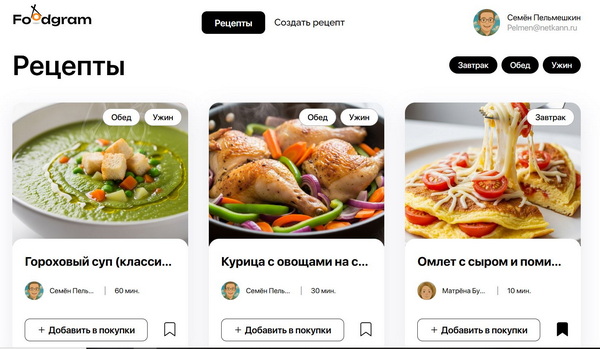 Foodgram
Рецепты
Создать рецепт
Семён Пельмешкин
Pelmen@netkann.ru
Рецепты
Завтрак
Обед
Ужин
Обед
Ужин
Обед
Ужин
Завтрак
Гороховый суп (класси...
Курица с овощами на с...
Омлет с сыром и поми...
Семён Пель...
60 мин.
Семён Пель...
30 мин.
Матрёна Бу...
10 мин.
+ Добавить в покупки
+ Добавить в покупки
+ Добавить в покупки